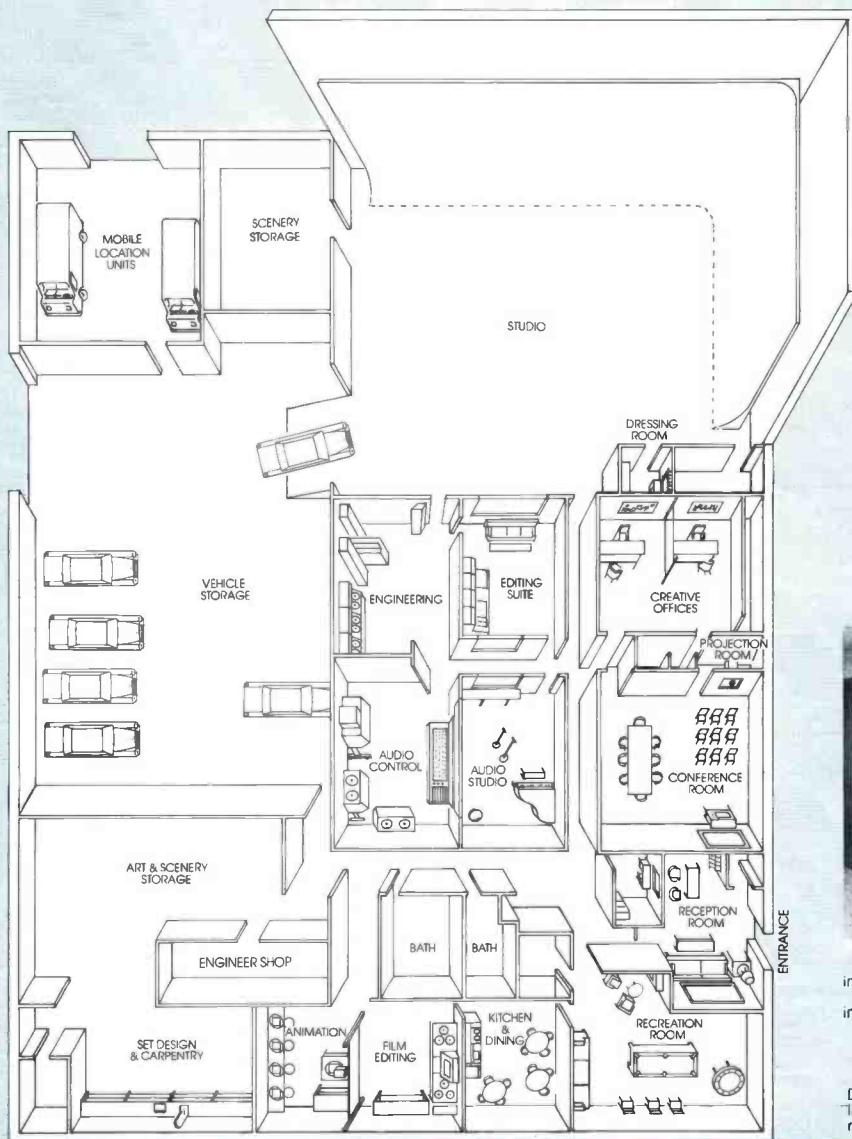 MOBILE
LOCATION
UNITS
SCENERY
STORAGE
STUDIO
DRESSING
ROOM
VEHICLE
STORAGE
ENGINEERING
EDITING
SUITE
CREATIVE
OFFICES
PROJECTION
ROOM
AUDIO
CONTROL
AUDIO
STUDIO
CONFERENCE
ROOM
ART & SCENERY
STORAGE
RECEPTION
ROOM
ENTRANCE
ENGINEER SHOP
BATH
BATH
SET DESIGN
& CARPENTRY
ANIMATION
FILM
EDITING
KITCHEN
&
DINING
RECREATION
ROOM